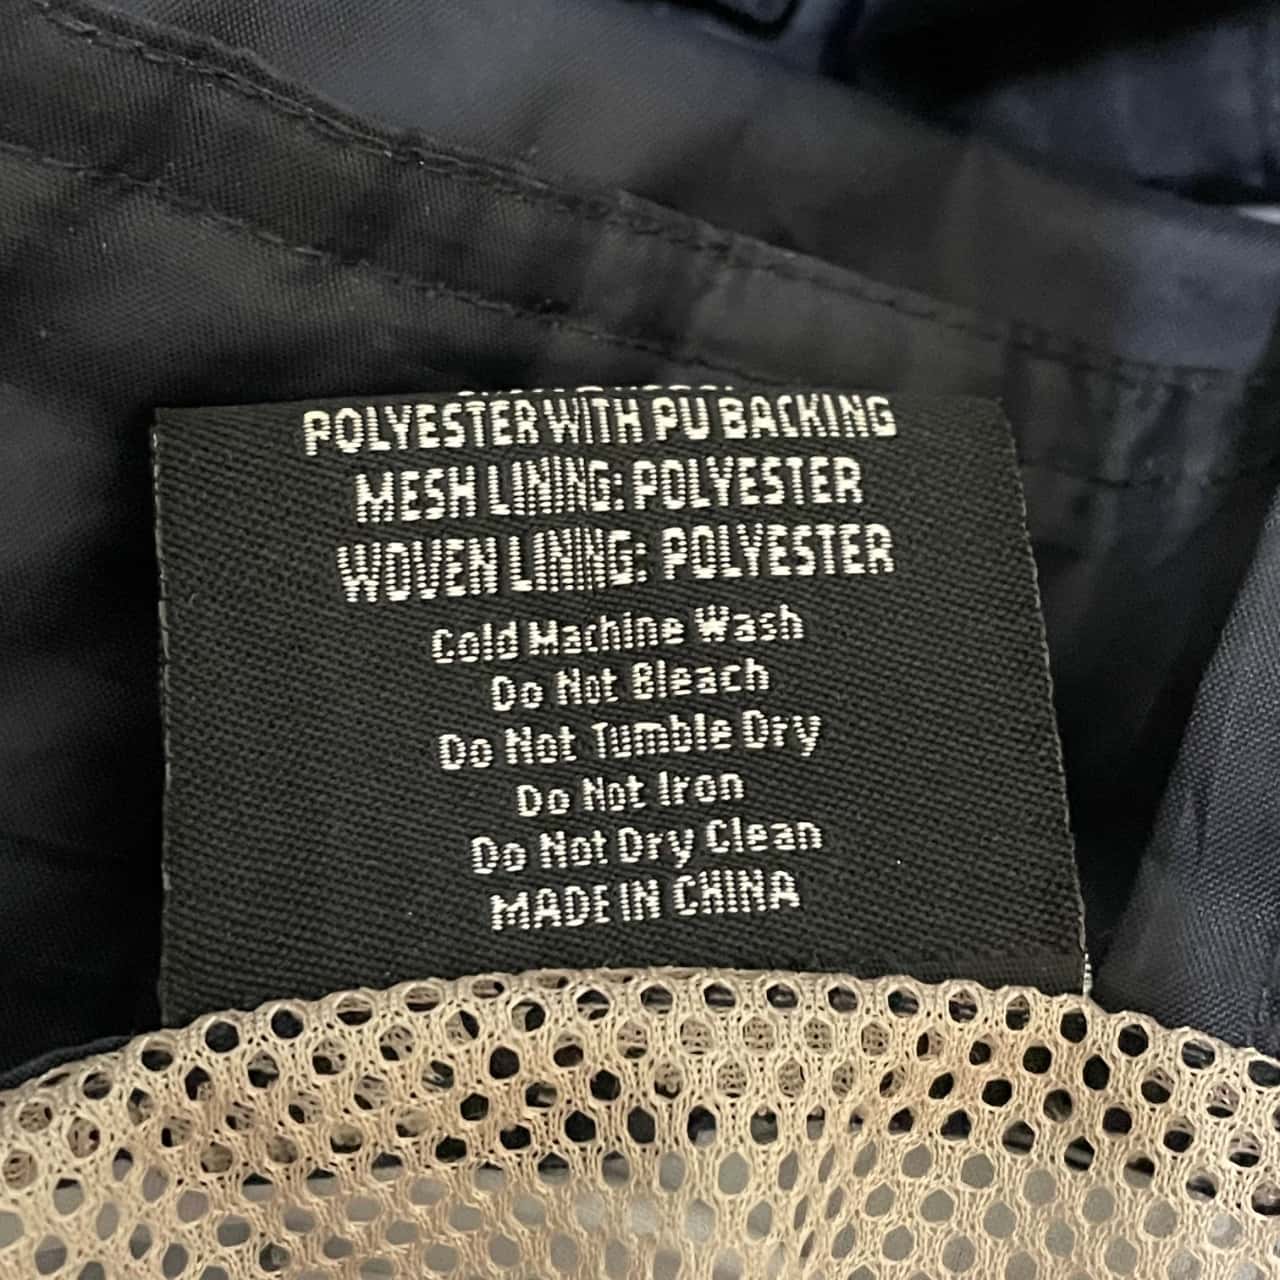 POLYESTER WITH PU BACKING
MESH LINING: POLYESTER
WOVEN LINING: POLYESTER
Cold Machine Wash
Do Not Bleach
Do Not Tumble Dry
Do Not Iron
Do Not Dry Clean
MADE IN CHINA